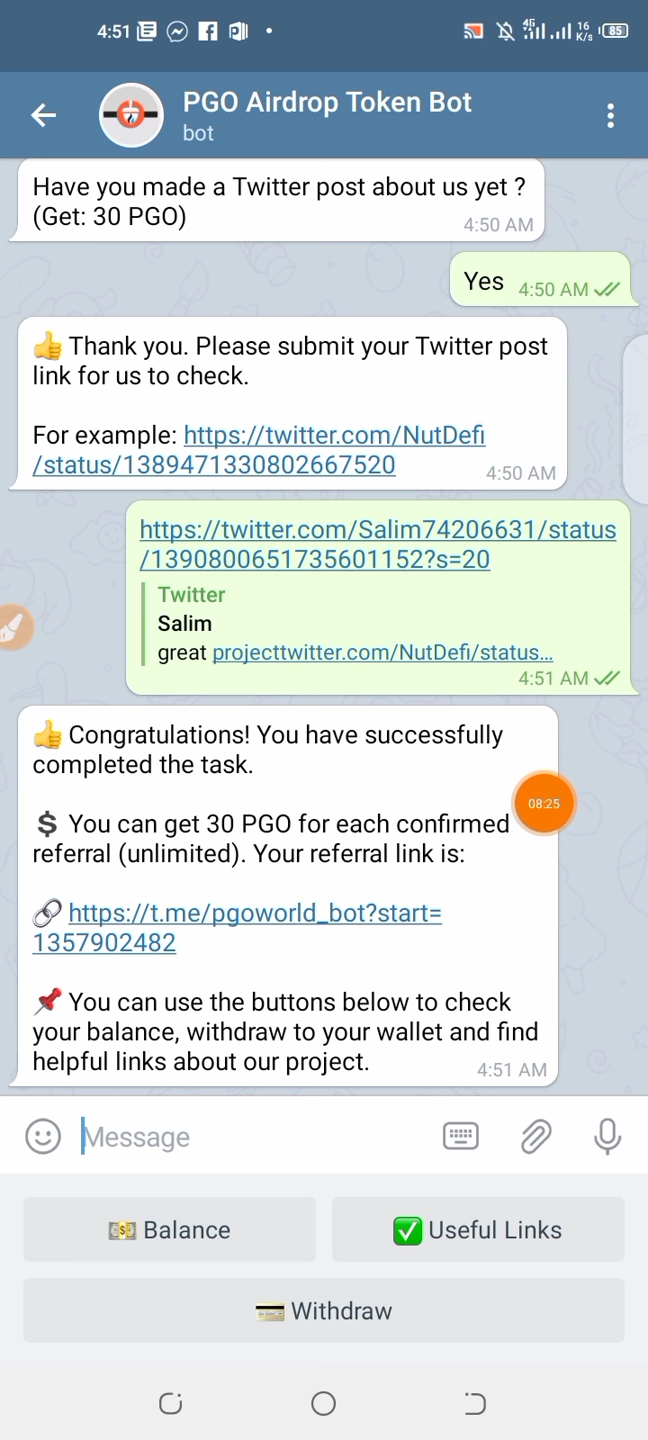 4:51
4G 16 K/s 85
PGO Airdrop Token Bot
bot
Have you made a Twitter post about us yet ?
(Get: 30 PGO)
4:50 AM
Yes 4:50 AM
👍 Thank you. Please submit your Twitter post
link for us to check.
For example: https://twitter.com/NutDefi
/status/1389471330802667520
4:50 AM
https://twitter.com/Salim74206631/status
/1390800651735601152?s=20
Twitter
Salim
great projecttwitter.com/NutDefi/status...
4:51 AM
👍 Congratulations! You have successfully
completed the task.
08:25
💲 You can get 30 PGO for each confirmed
referral (unlimited). Your referral link is:
🔗 https://t.me/pgoworld_bot?start=
1357902482
📌 You can use the buttons below to check
your balance, withdraw to your wallet and find
helpful links about our project.
4:51 AM
Message
💵 Balance
✅ Useful Links
💳 Withdraw